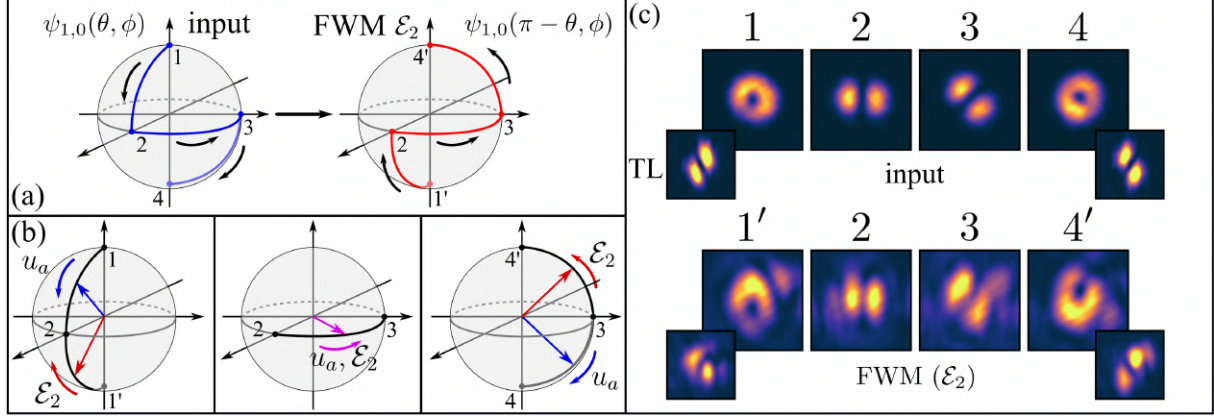 ψ₁,₀(θ, ϕ) input FWM ℰ₂ ψ₁,₀(π − θ, ϕ)
1 4'
2 3 2 3
4 1'
(a)
(b)
uₐ 1 2 1' ℰ₂
2 3 uₐ, ℰ₂
4' ℰ₂ 3 4 uₐ
(c)
1 2 3 4
TL input
1′ 2 3 4′
FWM (ℰ₂)